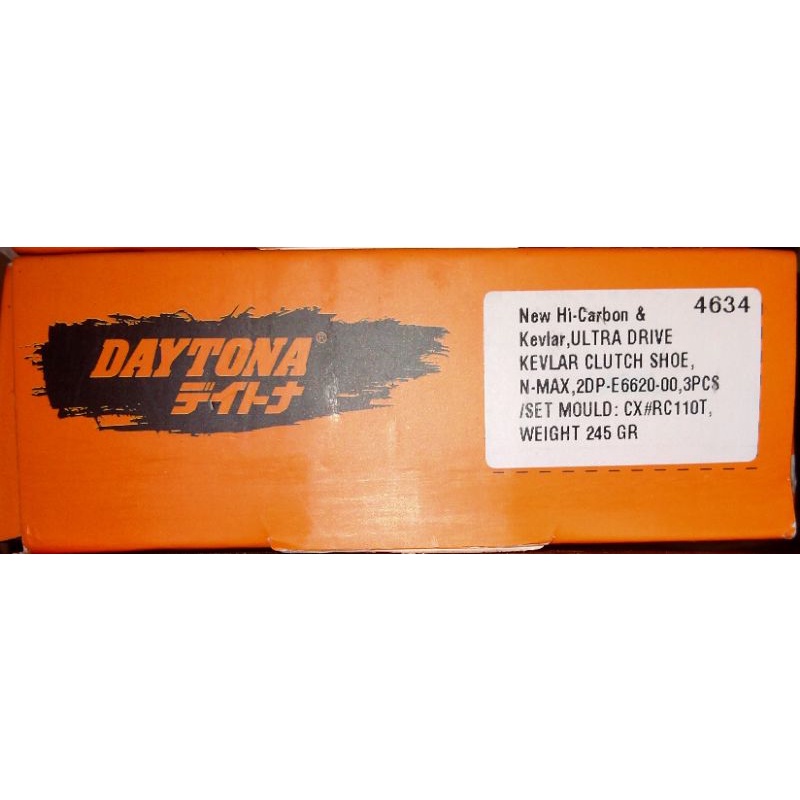 DAYTONA®
デイトナ
4634
New Hi-Carbon &
Kevlar,ULTRA DRIVE
KEVLAR CLUTCH SHOE,
N-MAX,2DP-E6620-00,3PCS
/SET MOULD: CX#RC110T,
WEIGHT 245 GR